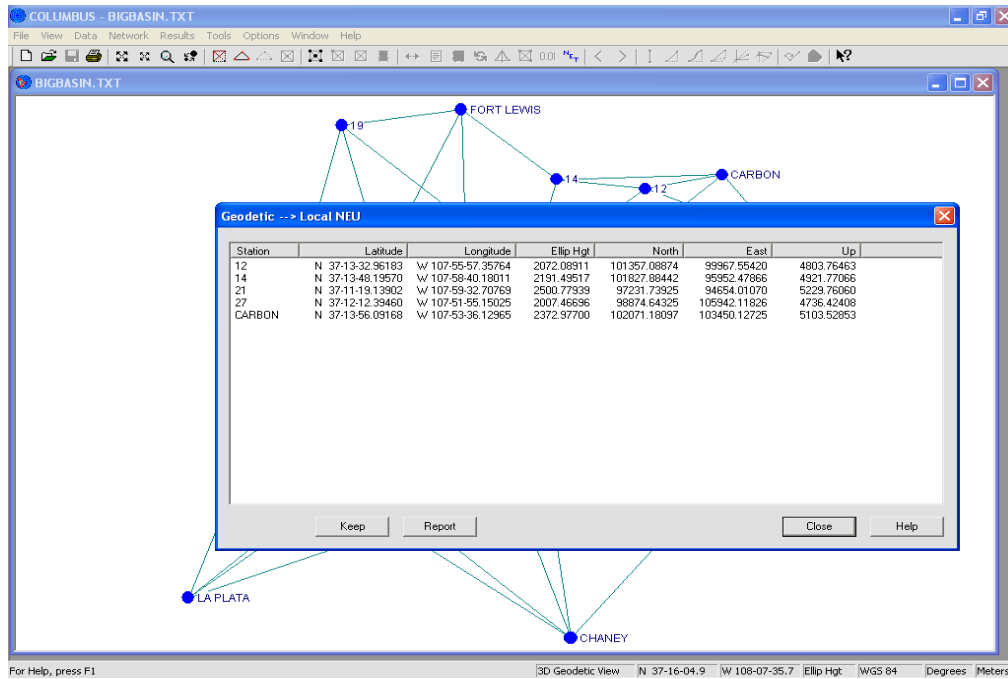 COLUMBUS - BIGBASIN.TXT
File View Data Network Results Tools Options Window Help
0.01 NET
BIGBASIN.TXT
FORT LEWIS
19
14
CARBON
12
Geodetic --> Local NEU
Station Latitude Longitude Ellip Hgt North East Up
12 N 37-13-32.96183 W 107-55-57.35764 2072.08911 101357.08874 99967.55420 4803.76463
14 N 37-13-48.19570 W 107-58-40.18011 2191.49517 101827.88442 95952.47866 4921.77066
21 N 37-11-19.13902 W 107-59-32.70769 2500.77939 97231.73925 94654.01070 5229.76060
27 N 37-12-12.39460 W 107-51-55.15025 2007.46696 98874.64325 105942.11826 4736.42408
CARBON N 37-13-56.09168 W 107-53-36.12965 2372.97700 102071.18097 103450.12725 5103.52853
Keep Report Close Help
LA PLATA
CHANEY
For Help, press F1 3D Geodetic View N 37-16-04.9 W 108-07-35.7 Ellip Hgt WGS 84 Degrees Meters